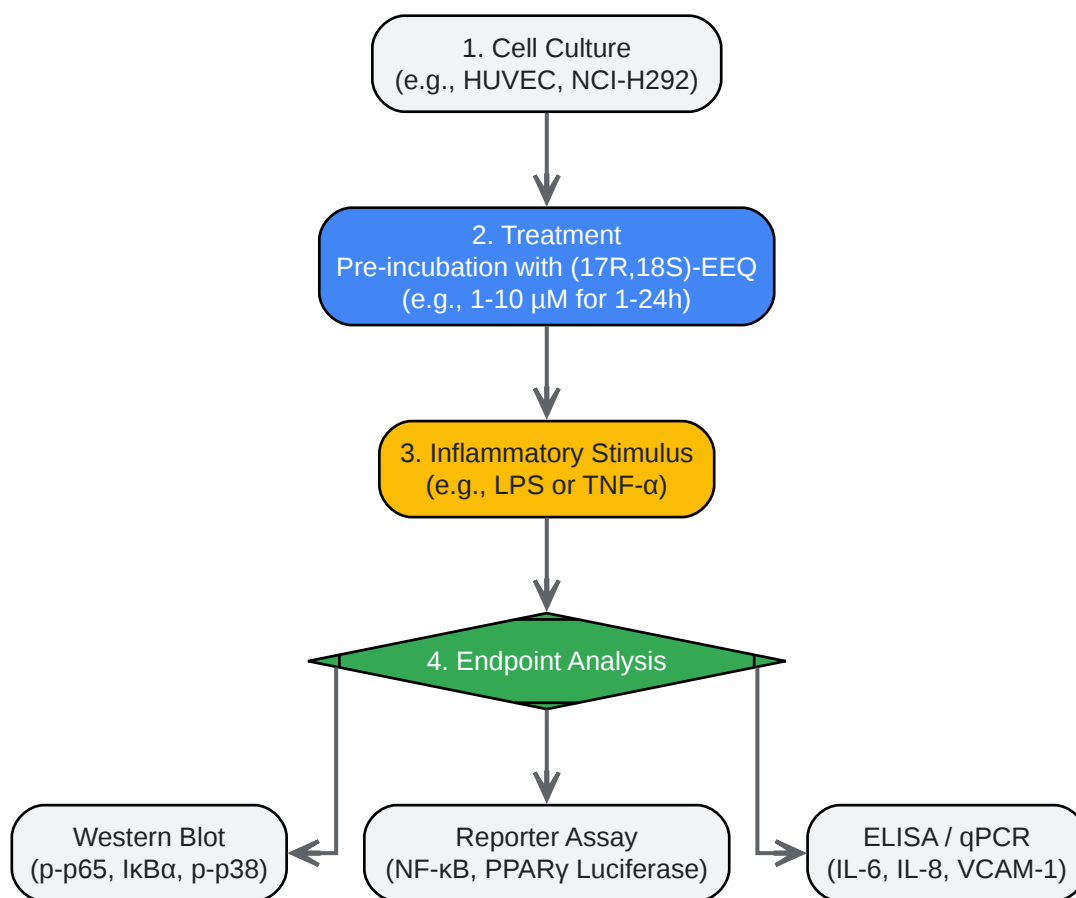 1. Cell Culture
(e.g., HUVEC, NCI-H292)
2. Treatment
Pre-incubation with (17R,18S)-EEQ
(e.g., 1-10 µM for 1-24h)
3. Inflammatory Stimulus
(e.g., LPS or TNF-α)
4. Endpoint Analysis
Western Blot
(p-p65, IκBα, p-p38)
Reporter Assay
(NF-κB, PPARγ Luciferase)
ELISA / qPCR
(IL-6, IL-8, VCAM-1)